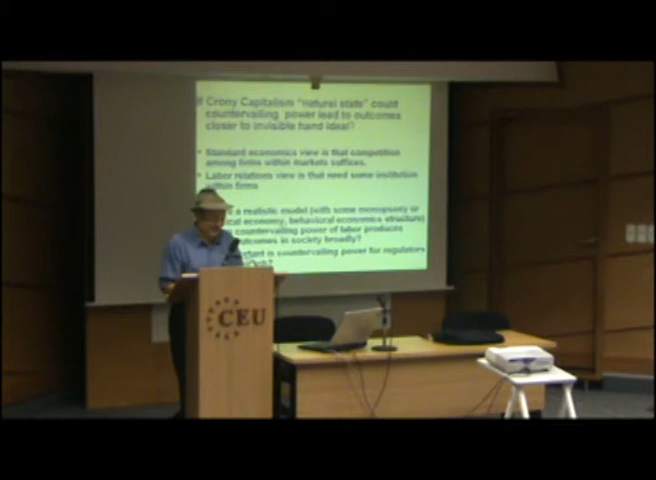 If Crony Capitalism "natural state" could
countervailing power lead to outcomes
closer to invisible hand ideal?
• Standard economics view is that competition
among firms within markets suffices.
• Labor relations view is that need some institution
within firms
a realistic model (with some monopsony or
economy, behavioral economics structure)
countervailing power of labor produces
outcomes in society broadly?
is countervailing power for regulators
CEU